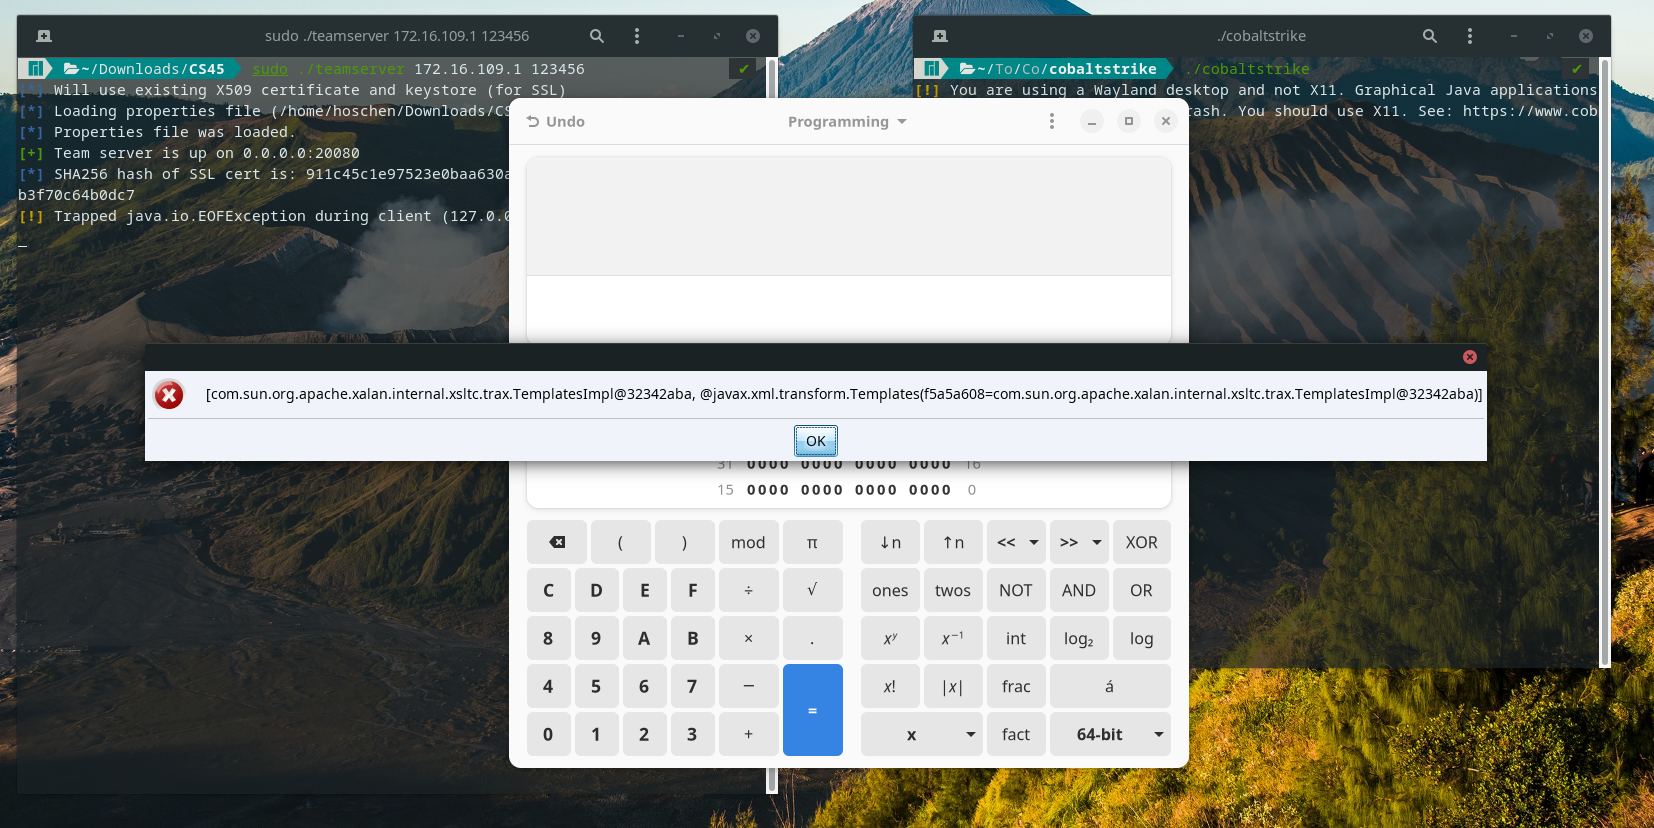 sudo ./teamserver 172.16.109.1 123456
~/Downloads/CS45 sudo ./teamserver 172.16.109.1 123456 ✔
[*] Will use existing X509 certificate and keystore (for SSL)
[*] Loading properties file (/home/hoschen/Downloads/CS
[*] Properties file was loaded.
[+] Team server is up on 0.0.0.0:20080
[*] SHA256 hash of SSL cert is: 911c45c1e97523e0baa630a
b3f70c64b0dc7
[!] Trapped java.io.EOFException during client (127.0.0
./cobaltstrike
~/To/Co/cobaltstrike ./cobaltstrike ✔
[!] You are using a Wayland desktop and not X11. Graphical Java applications
rash. You should use X11. See: https://www.cob
Undo Programming
[com.sun.org.apache.xalan.internal.xsltc.trax.TemplatesImpl@32342aba, @javax.xml.transform.Templates(f5a5a608=com.sun.org.apache.xalan.internal.xsltc.trax.TemplatesImpl@32342aba)]
OK
31 0000 0000 0000 0000 16
15 0000 0000 0000 0000 0
( ) mod π ↓n ↑n << >> XOR
C D E F ÷ √ ones twos NOT AND OR
8 9 A B × . xʸ x⁻¹ int log₂ log
4 5 6 7 − = x! |x| frac á
0 1 2 3 + x fact 64-bit